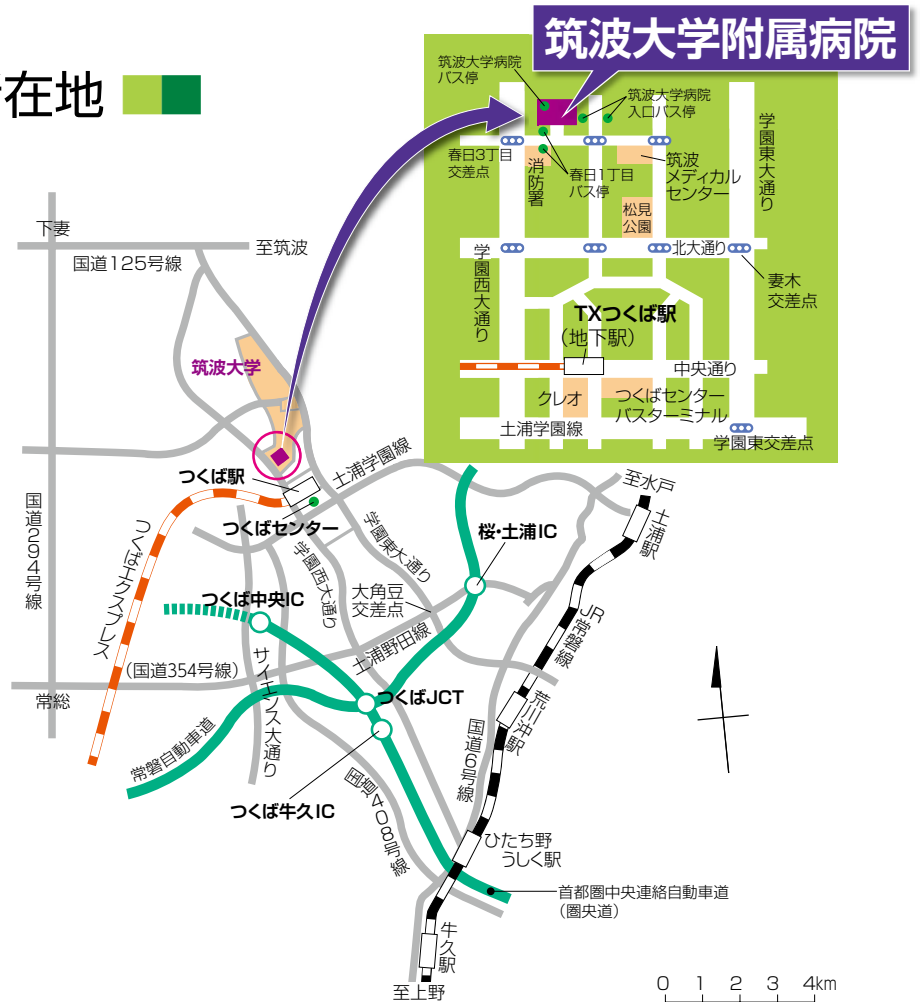 在地
筑波大学附属病院
筑波大学病院
バス停
筑波大学病院
入口バス停
春日3丁目
交差点
消防署
春日1丁目
バス停
筑波
メディカル
センター
学園東大通り
松見
公園
学園西大通り
北大通り
妻木
交差点
TXつくば駅
(地下駅)
中央通り
クレオ
つくばセンター
バスターミナル
土浦学園線
学園東交差点
下妻
国道125号線
至筑波
筑波大学
つくば駅
土浦学園線
つくばセンター
国道294号線
つくばエクスプレス
学園東大通り
学園西大通り
至水戸
土浦駅
桜・土浦IC
大角豆
交差点
つくば中央IC
土浦野田線
JR常磐線
(国道354号線)
サイエンス大通り
常総
つくばJCT
荒川沖駅
国道6号線
常磐自動車道
つくば牛久IC
国道408号線
ひたち野
うしく駅
首都圏中央連絡自動車道
(圏央道)
牛久駅
至上野
0 1 2 3 4km